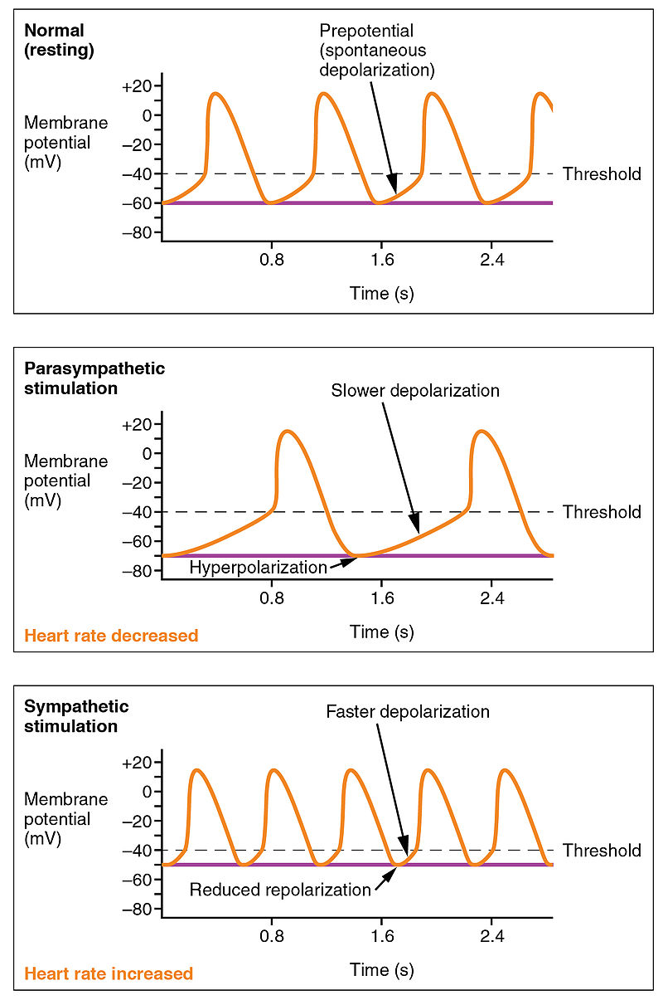 Normal
(resting)
Prepotential
(spontaneous
depolarization)
Membrane
potential
(mV)
+20
0
–20
–40
–60
–80
Threshold
0.8
1.6
2.4
Time (s)
Parasympathetic
stimulation
Slower depolarization
Membrane
potential
(mV)
+20
0
–20
–40
–60
–80
Threshold
Hyperpolarization
0.8
1.6
2.4
Time (s)
Heart rate decreased
Sympathetic
stimulation
Faster depolarization
Membrane
potential
(mV)
+20
0
–20
–40
–60
–80
Threshold
Reduced repolarization
0.8
1.6
2.4
Time (s)
Heart rate increased